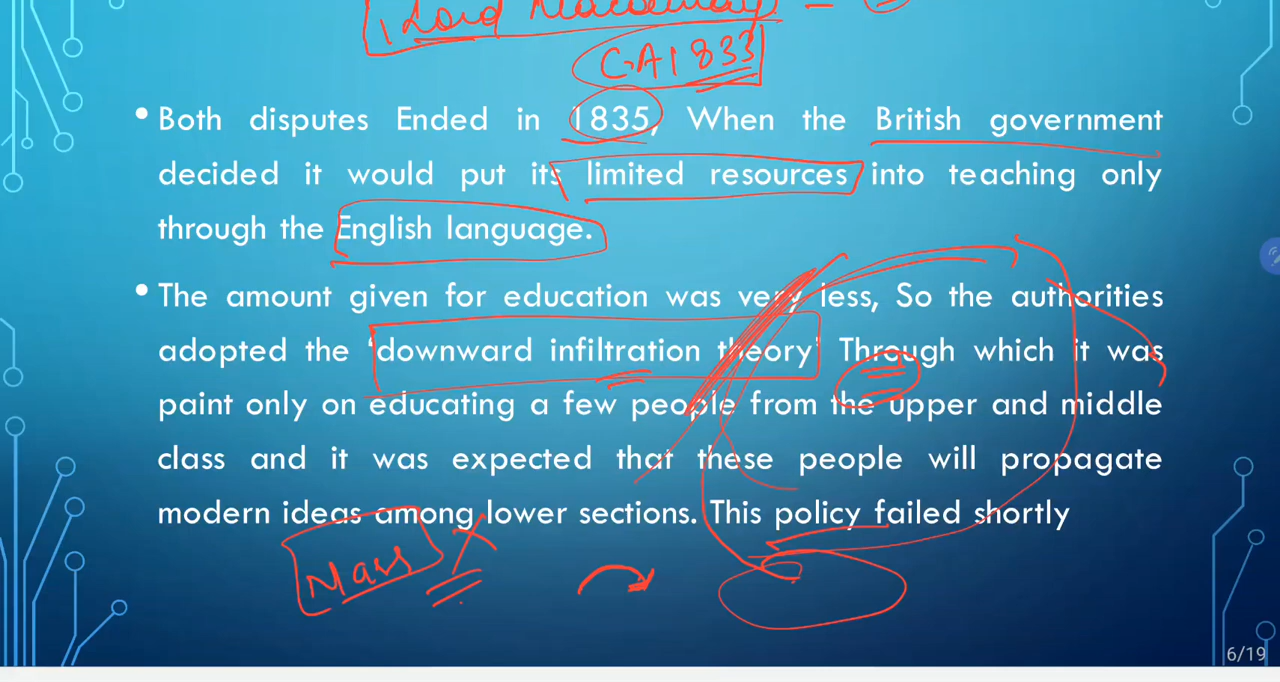 Lord Macaulay
C.A 1833
• Both disputes Ended in 1835, When the British government
decided it would put its limited resources into teaching only
through the English language.
• The amount given for education was very less, So the authorities
adopted the ‘downward infiltration theory’ Through which it was
paint only on educating a few people from the upper and middle
class and it was expected that these people will propagate
modern ideas among lower sections. This policy failed shortly
Mass X
6/19